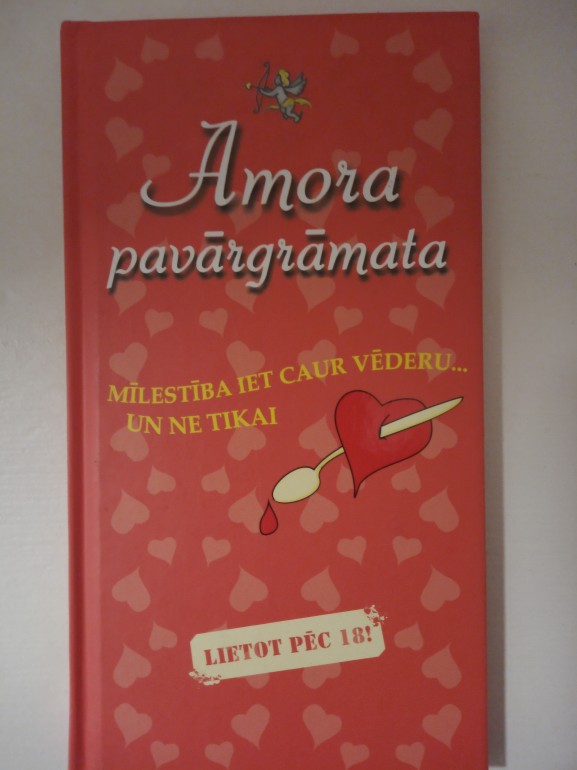 Amora
pavārgrāmata
MĪLESTĪBA IET CAUR VĒDERU...
UN NE TIKAI
LIETOT PĒC 18!